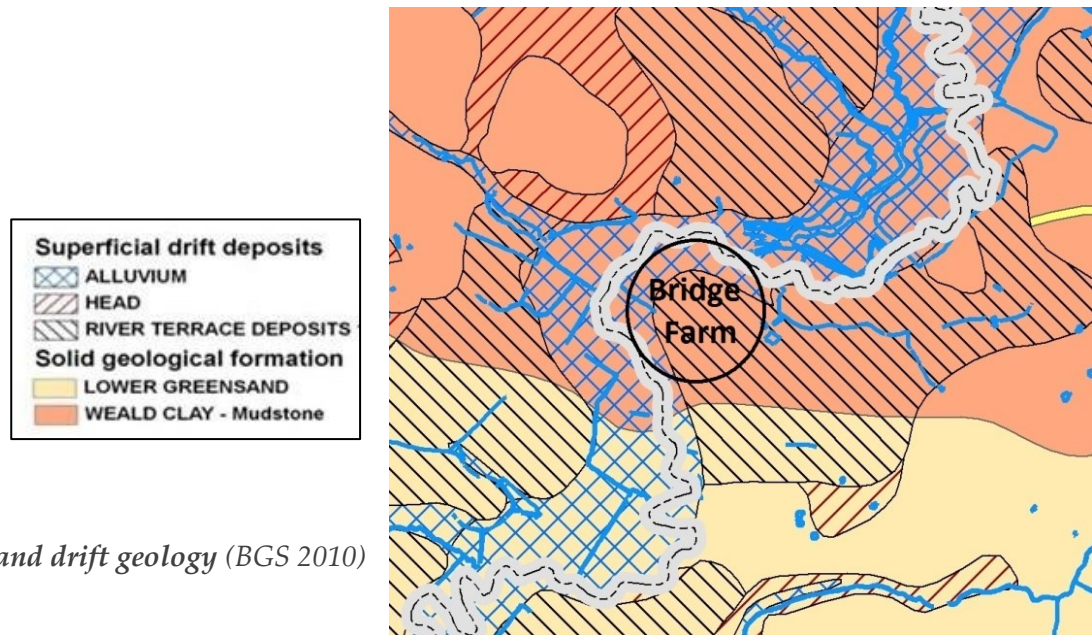 Superficial drift deposits
ALLUVIUM
HEAD
RIVER TERRACE DEPOSITS
Solid geological formation
LOWER GREENSAND
WEALD CLAY - Mudstone
and drift geology (BGS 2010)
Bridge
Farm